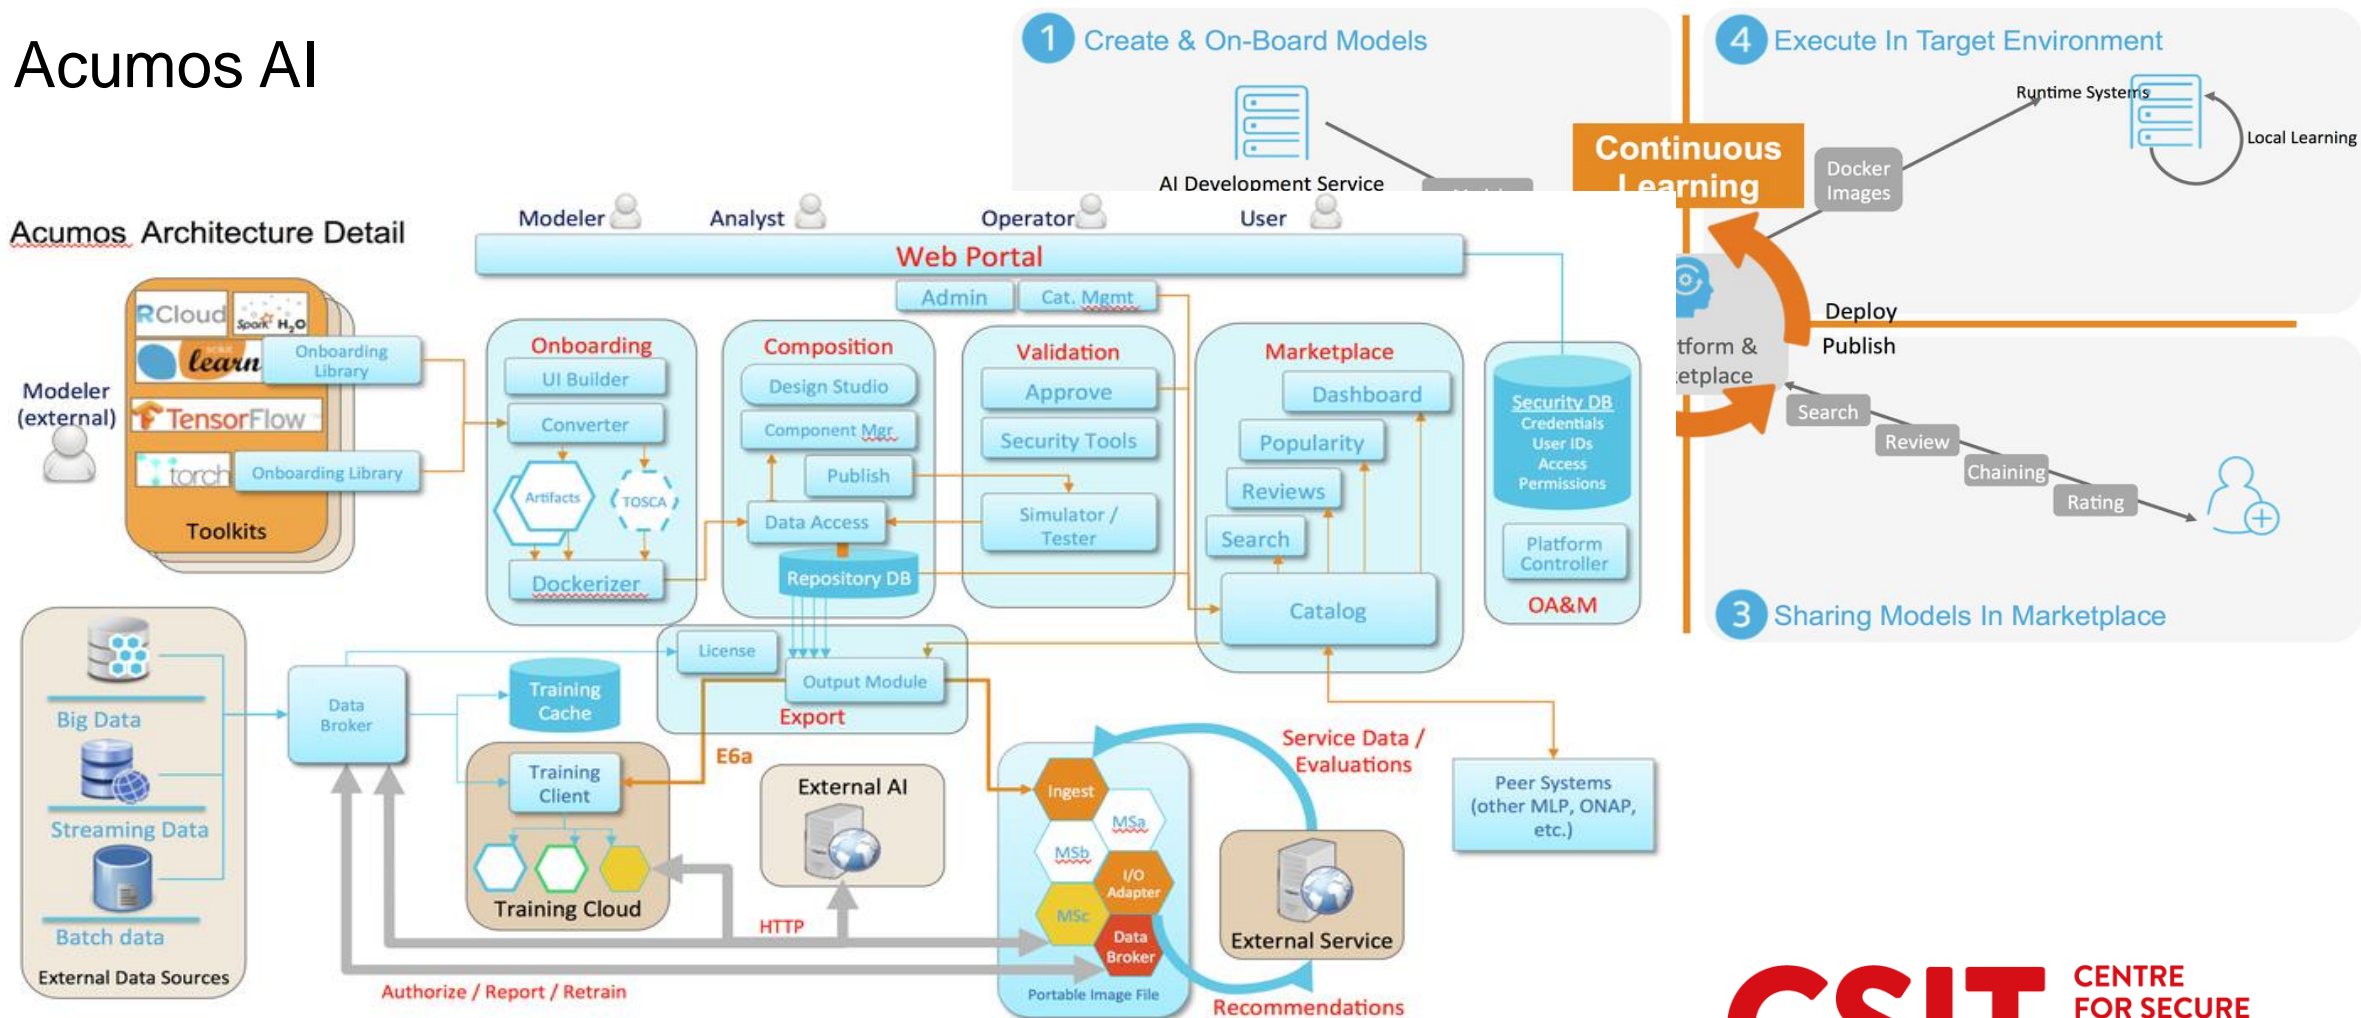 Acumos AI
1 Create & On-Board Models
AI Development Service
4 Execute In Target Environment
Runtime Systems
Local Learning
Continuous
Learning
Docker
Images
Deploy
Publish
Search
Review
Chaining
Rating
3 Sharing Models In Marketplace
Acumos Architecture Detail
Modeler
Analyst
Operator
User
Web Portal
Admin
Cat. Mgmt
Modeler
(external)
RCloud
Spark H2O
scikit
learn
TensorFlow
torch
Onboarding
Library
Onboarding Library
Toolkits
Onboarding
UI Builder
Converter
Artifacts
TOSCA
Dockerizer
Composition
Design Studio
Component Mgr.
Publish
Data Access
Repository DB
Validation
Approve
Security Tools
Simulator /
Tester
Marketplace
Dashboard
Popularity
Reviews
Search
Catalog
Security DB
Credentials
User IDs
Access
Permissions
Platform
Controller
OA&M
Big Data
Streaming Data
Batch data
External Data Sources
Data
Broker
Training
Cache
License
Output Module
Export
E6a
Training
Client
Training Cloud
External AI
HTTP
Authorize / Report / Retrain
Ingest
MSa
MSb
I/O
Adapter
MSc
Data
Broker
Portable Image File
Service Data /
Evaluations
External Service
Recommendations
Peer Systems
(other MLP, ONAP,
etc.)
CSIT
CENTRE
FOR SECURE